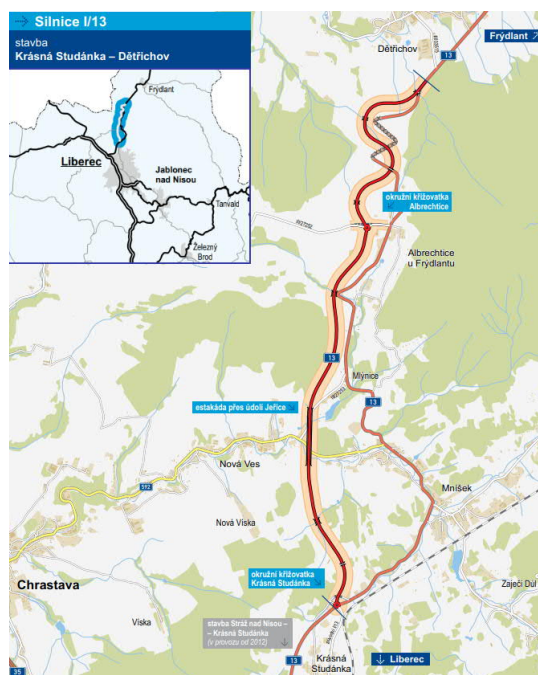 Silnice I/13
stavba
Krásná Studánka – Dětřichov
Frýdlant
Liberec
Jablonec
nad Nisou
Tanvald
Železný
Brod
Frýdlant
Dětřichov
13
okružní křižovatka
Albrechtice
Albrechtice
u Frýdlantu
13
Mlýnice
13
estakáda přes údolí Jeřice
Nová Ves
592
Mníšek
Nová Víska
okružní křižovatka
Krásná Studánka
Zaječí Důl
Chrastava
Víska
stavba Stráž nad Nisou –
– Krásná Studánka
(v provozu od 2012)
13
Krásná
Studánka
Liberec
35